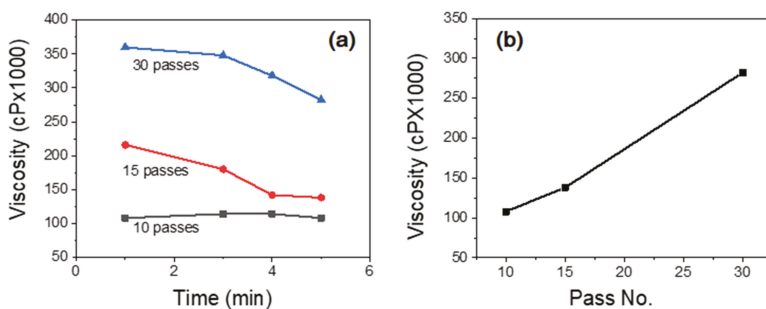 (a)
400
350
300
250
200
150
100
50
Viscosity (cPx1000)
30 passes
15 passes
10 passes
0
2
4
6
Time (min)
(b)
350
300
250
200
150
100
50
Viscosity (cPX1000)
10
15
20
25
30
Pass No.